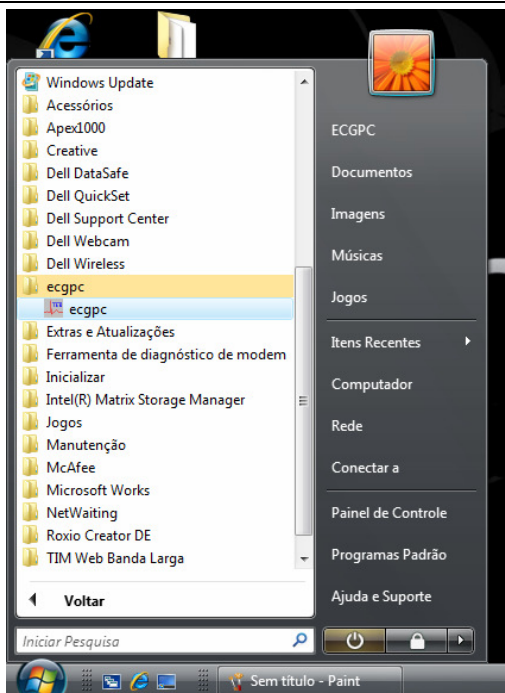 Windows Update
Acessórios
Apex1000
Creative
Dell DataSafe
Dell QuickSet
Dell Support Center
Dell Webcam
Dell Wireless
ecgpc
ecgpc
Extras e Atualizações
Ferramenta de diagnóstico de modem
Inicializar
Intel(R) Matrix Storage Manager
Jogos
Manutenção
McAfee
Microsoft Works
NetWaiting
Roxio Creator DE
TIM Web Banda Larga
Voltar
Iniciar Pesquisa
ECGPC
Documentos
Imagens
Músicas
Jogos
Itens Recentes
Computador
Rede
Conectar a
Painel de Controle
Programas Padrão
Ajuda e Suporte
Sem título - Paint